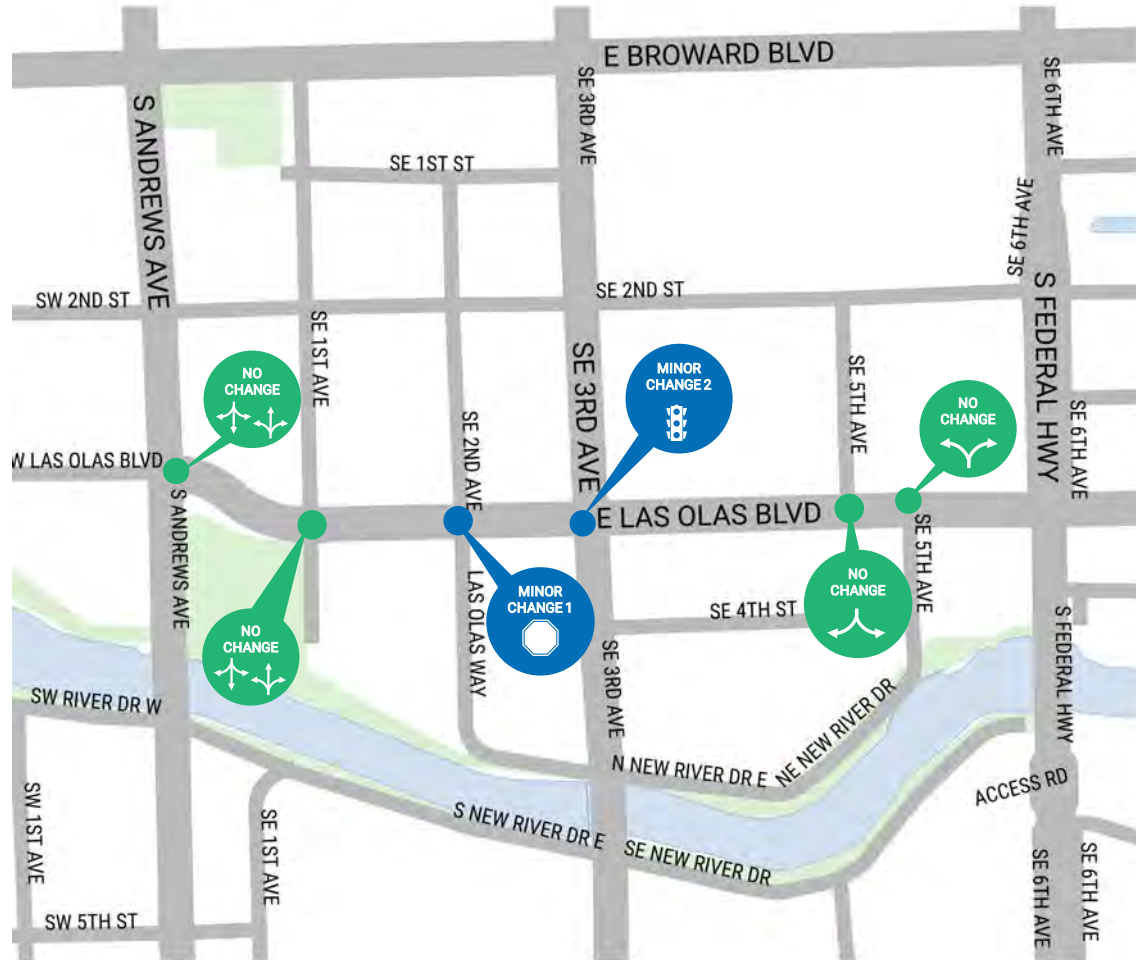 E BROWARD BLVD
S ANDREWS AVE
SE 3RD AVE
SE 6TH AVE
SE 1ST ST
SE 6TH AVE
SW 2ND ST
SE 2ND ST
SE 1ST AVE
S FEDERAL HWY
NO
CHANGE
MINOR
CHANGE 2
SE 3RD AVE
SE 5TH AVE
NO
CHANGE
SE 6TH AVE
SE 2ND AVE
W LAS OLAS BLVD
E LAS OLAS BLVD
S ANDREWS AVE
SE 5TH AVE
LAS OLAS WAY
MINOR
CHANGE 1
NO
CHANGE
SE 4TH ST
NO
CHANGE
S FEDERAL HWY
SE 3RD AVE
SW RIVER DR W
N NEW RIVER DR E
NE NEW RIVER DR
ACCESS RD
SW 1ST AVE
SE 1ST AVE
S NEW RIVER DR E
SE NEW RIVER DR
SE 6TH AVE
SE 6TH AVE
SW 5TH ST